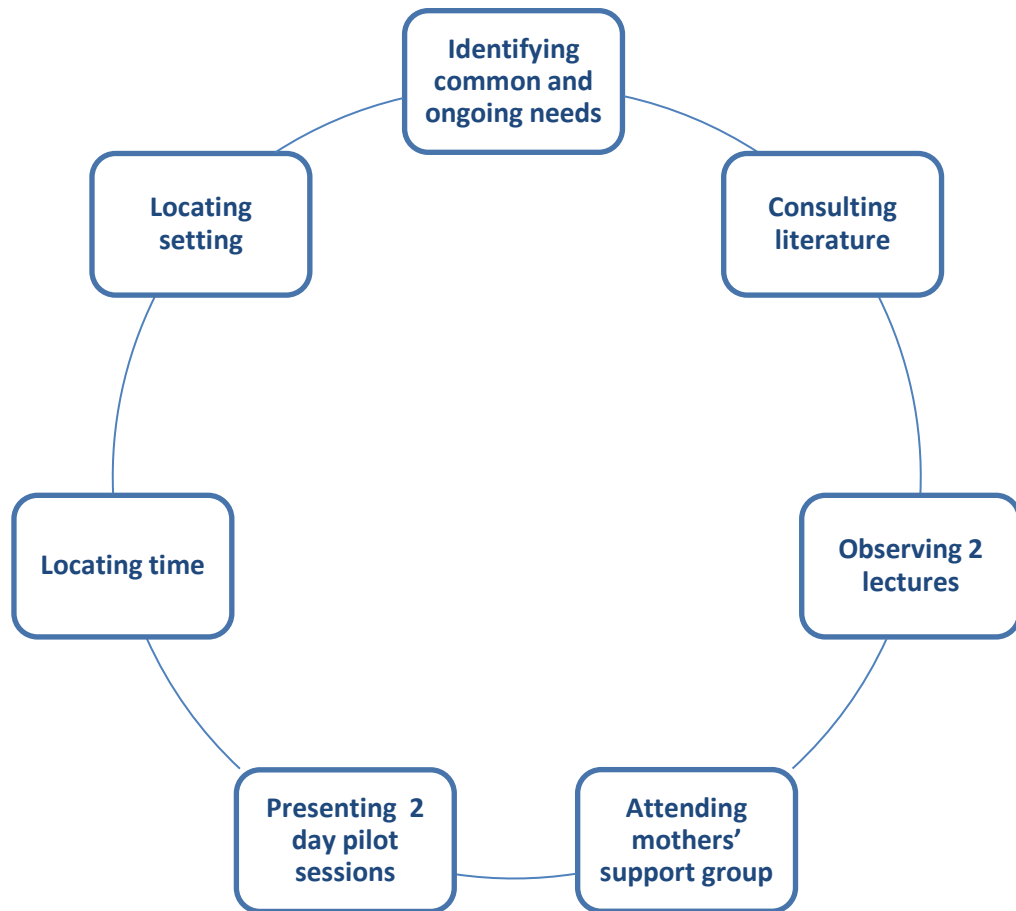 Identifying
common and
ongoing needs
Consulting
literature
Observing 2
lectures
Attending
mothers’
support group
Presenting 2
day pilot
sessions
Locating time
Locating
setting